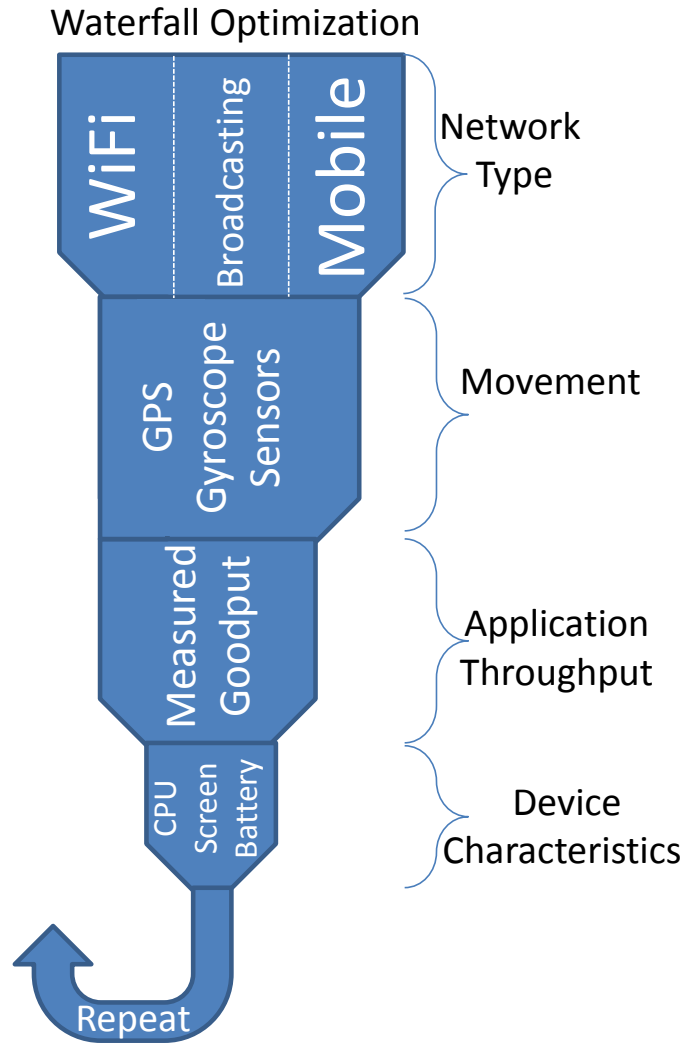 Waterfall Optimization
WiFi
Broadcasting
Mobile
Network
Type
GPS
Gyroscope
Sensors
Movement
Measured
Goodput
Application
Throughput
CPU
Screen
Battery
Device
Characteristics
Repeat